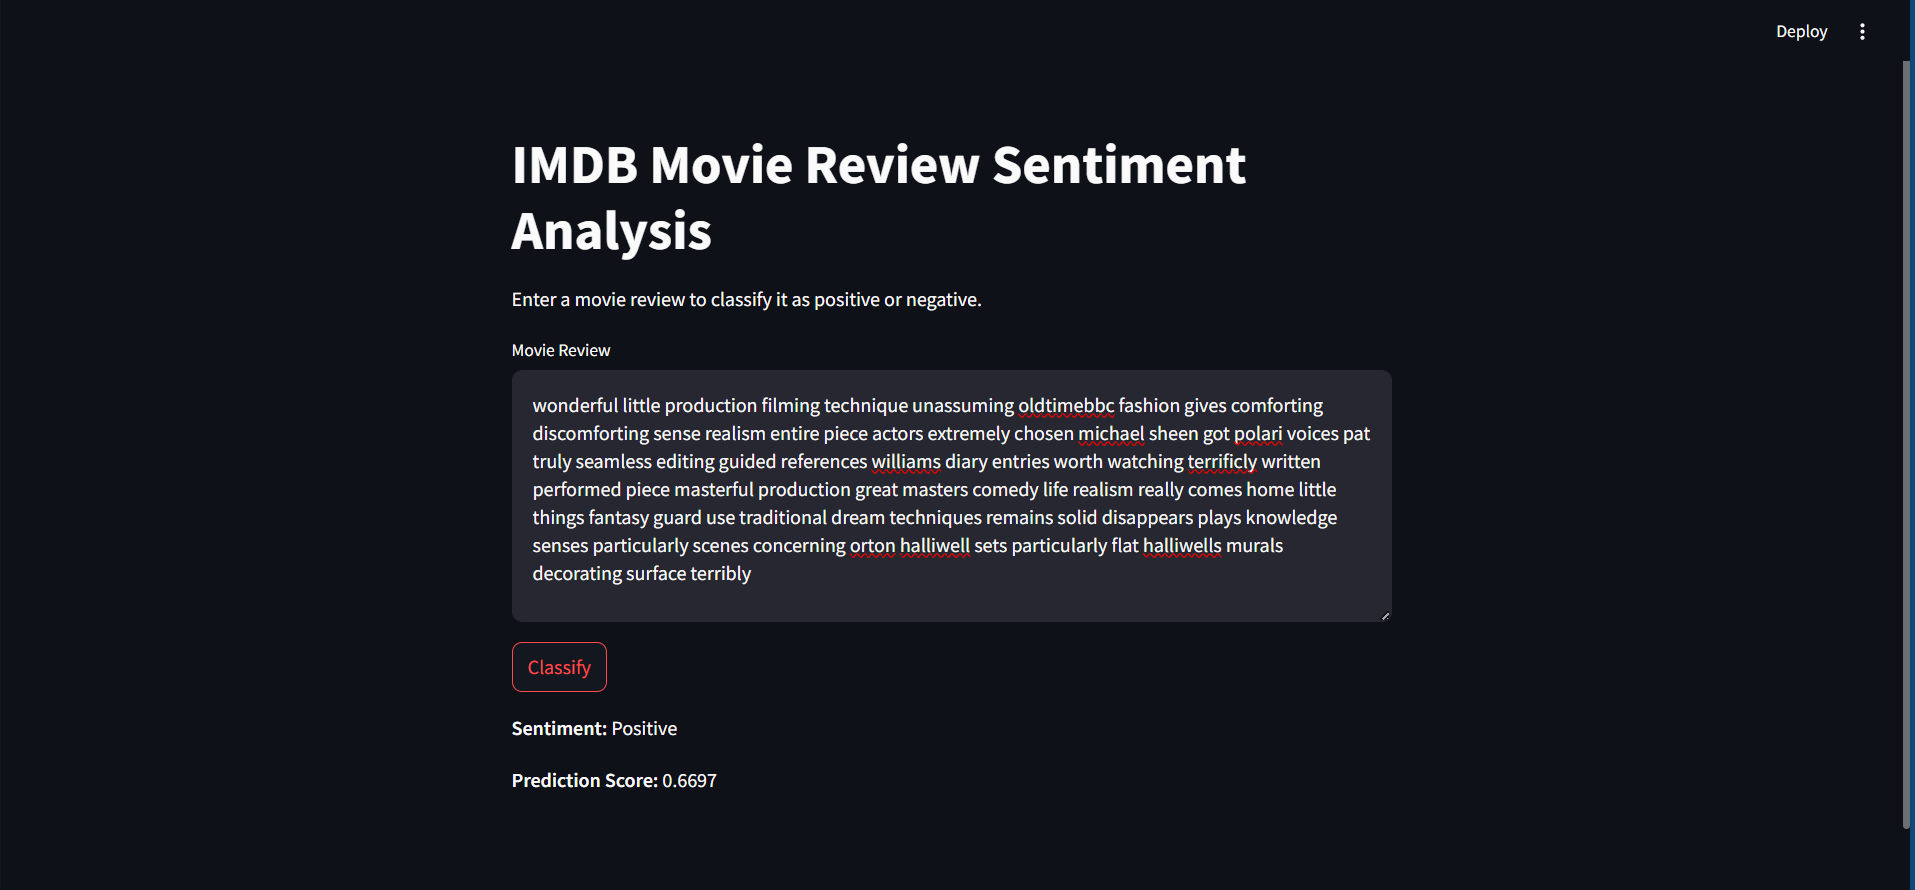 Deploy
IMDB Movie Review Sentiment
Analysis
Enter a movie review to classify it as positive or negative.
Movie Review
wonderful little production filming technique unassuming oldtimebbc fashion gives comforting
discomforting sense realism entire piece actors extremely chosen michael sheen got polari voices pat
truly seamless editing guided references williams diary entries worth watching terrificly written
performed piece masterful production great masters comedy life realism really comes home little
things fantasy guard use traditional dream techniques remains solid disappears plays knowledge
senses particularly scenes concerning orton halliwell sets particularly flat halliwells murals
decorating surface terribly
Classify
Sentiment: Positive
Prediction Score: 0.6697